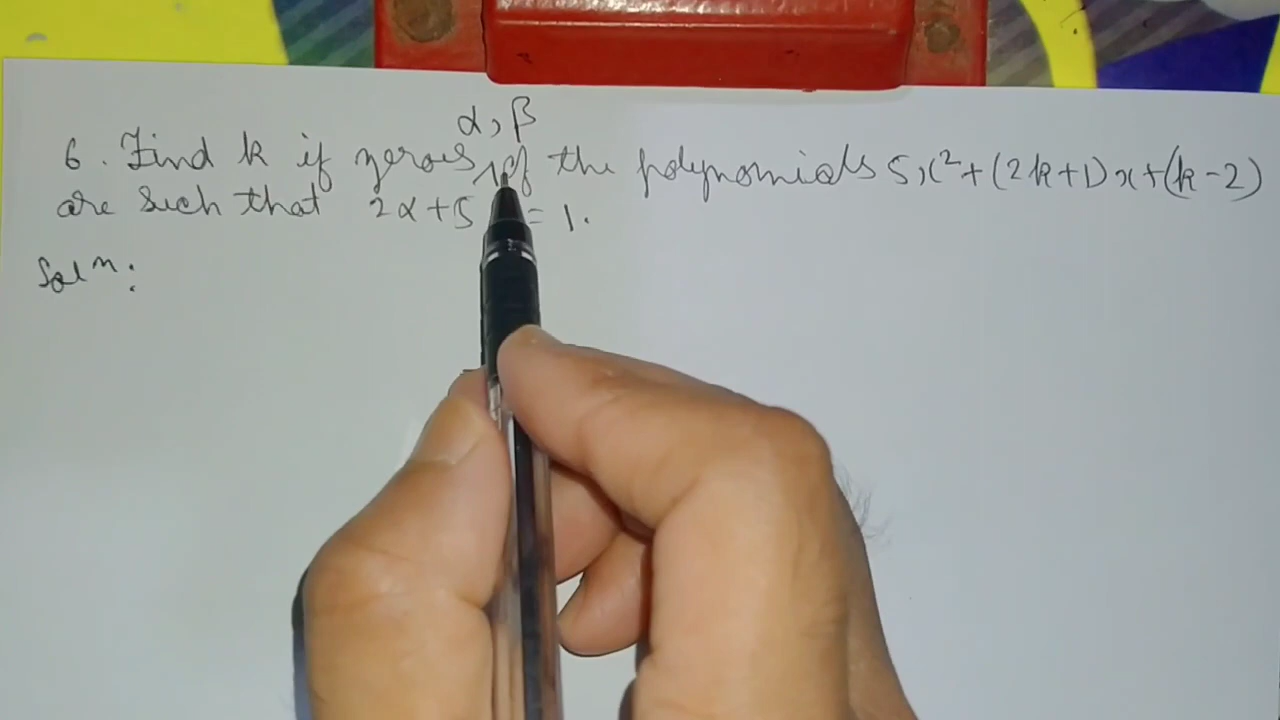 α, β
6. Find k if zeroes of the polynomials 5x²+(2k+1)x+(k-2)
are such that 2α+5 = 1.
Solⁿ: